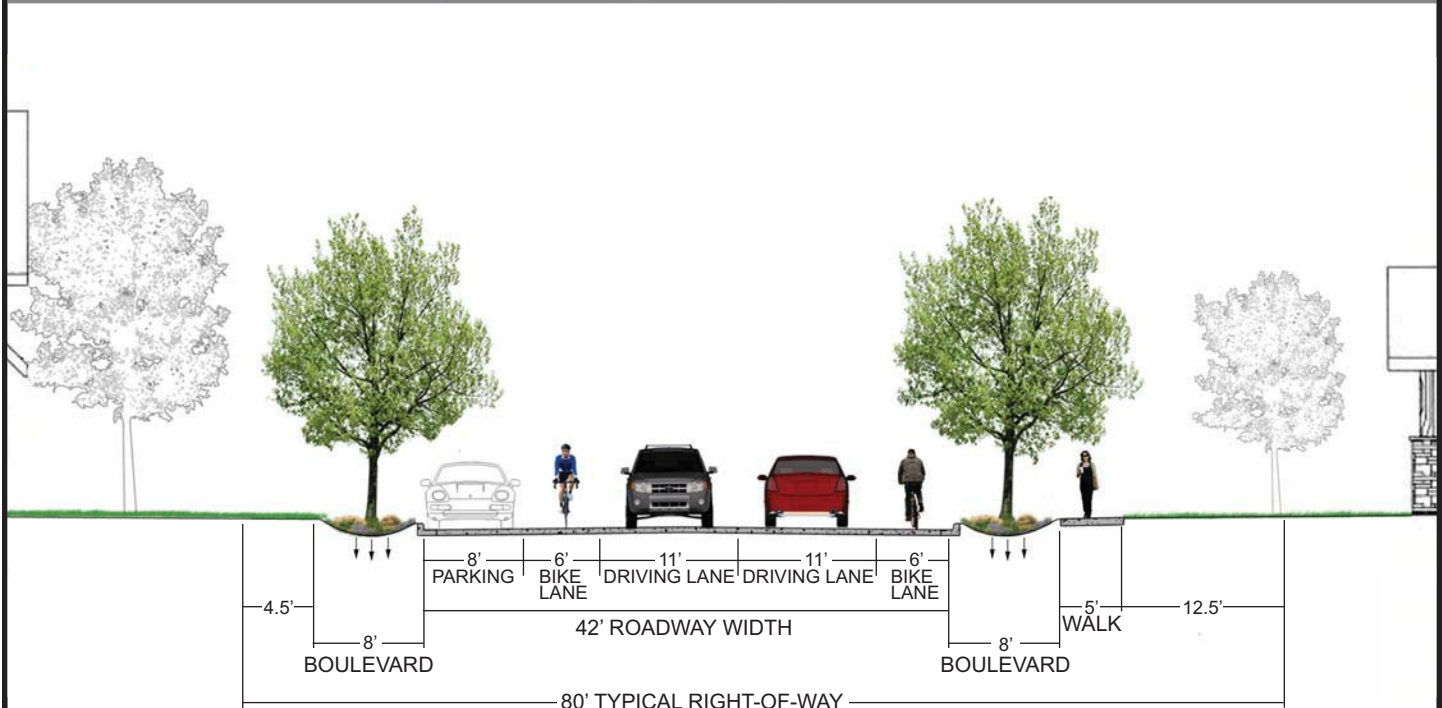 8’ 6’ 11’ 11’ 6’
PARKING BIKE DRIVING LANE DRIVING LANE BIKE
LANE LANE
4.5’ 5’ 12.5’
42’ ROADWAY WIDTH WALK
8’ 8’
BOULEVARD BOULEVARD
80’ TYPICAL RIGHT-OF-WAY